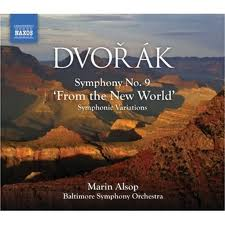 NAXOS
DVOŘÁK
Symphony No. 9
'From the New World'
Symphonic Variations
Marin Alsop
Baltimore Symphony Orchestra